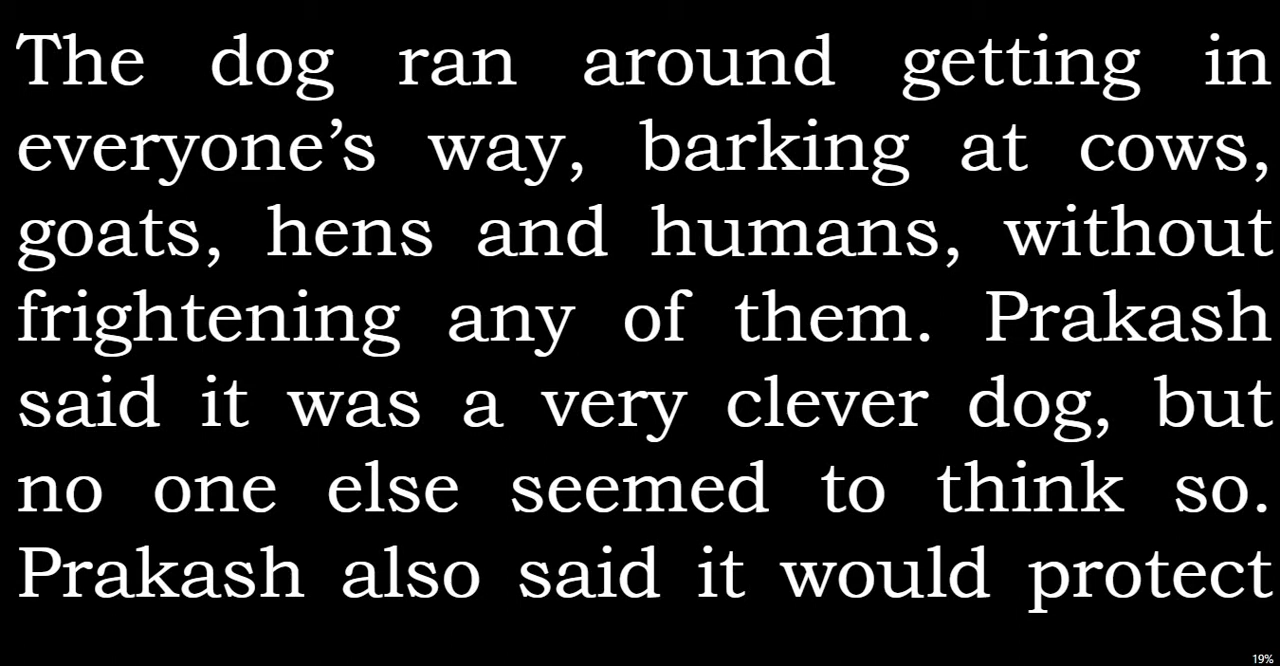 The dog ran around getting in
everyone’s way, barking at cows,
goats, hens and humans, without
frightening any of them. Prakash
said it was a very clever dog, but
no one else seemed to think so.
Prakash also said it would protect
19%